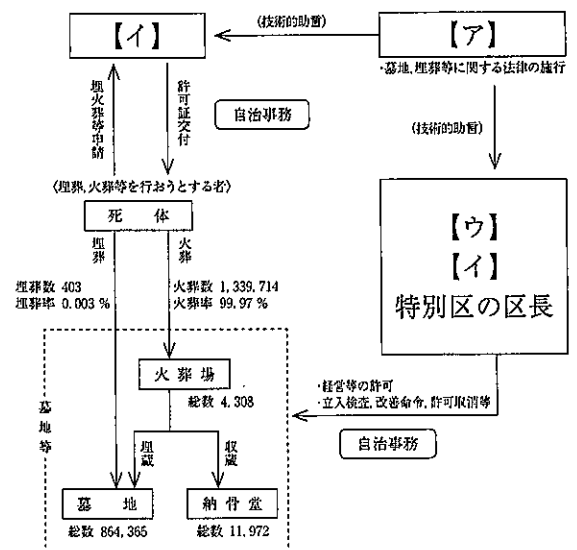 【イ】
(技術的助言)
【ア】
・墓地, 埋葬等に関する法律の施行
埋火葬等申請
許可証交付
自治事務
(技術的助言)
〈埋葬, 火葬等を行おうとする者〉
死 体
埋葬
火葬
埋葬数 403
埋葬率 0.003 %
火葬数 1,339,714
火葬率 99.97 %
【ウ】
【イ】
特別区の区長
墓地等
火 葬 場
総数 4,308
・経営等の許可
・立入検査, 改善命令, 許可取消等
自治事務
埋蔵
収蔵
墓 地
総数 864,365
納 骨 堂
総数 11,972